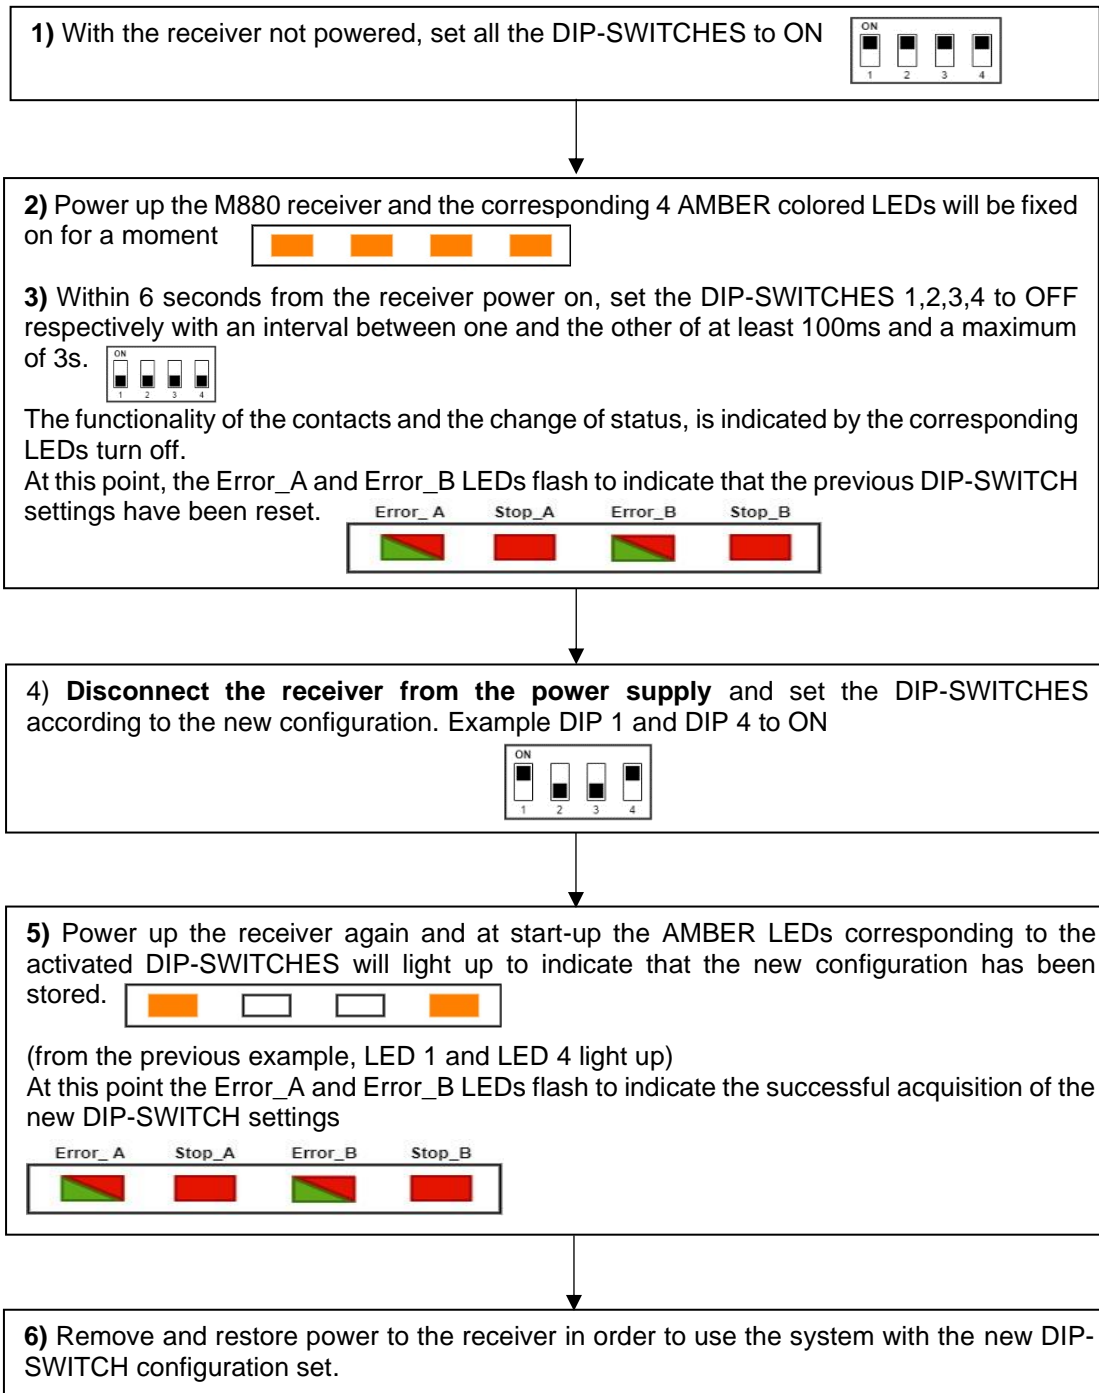 1) With the receiver not powered, set all the DIP-SWITCHES to ON
ON
1 2 3 4
2) Power up the M880 receiver and the corresponding 4 AMBER colored LEDs will be fixed
on for a moment
3) Within 6 seconds from the receiver power on, set the DIP-SWITCHES 1,2,3,4 to OFF
respectively with an interval between one and the other of at least 100ms and a maximum
of 3s.
ON
1 2 3 4
The functionality of the contacts and the change of status, is indicated by the corresponding
LEDs turn off.
At this point, the Error_A and Error_B LEDs flash to indicate that the previous DIP-SWITCH
settings have been reset.
Error_ A Stop_A Error_B Stop_B
4) Disconnect the receiver from the power supply and set the DIP-SWITCHES
according to the new configuration. Example DIP 1 and DIP 4 to ON
ON
1 2 3 4
5) Power up the receiver again and at start-up the AMBER LEDs corresponding to the
activated DIP-SWITCHES will light up to indicate that the new configuration has been
stored.
(from the previous example, LED 1 and LED 4 light up)
At this point the Error_A and Error_B LEDs flash to indicate the successful acquisition of the
new DIP-SWITCH settings
Error_ A Stop_A Error_B Stop_B
6) Remove and restore power to the receiver in order to use the system with the new DIP-
SWITCH configuration set.